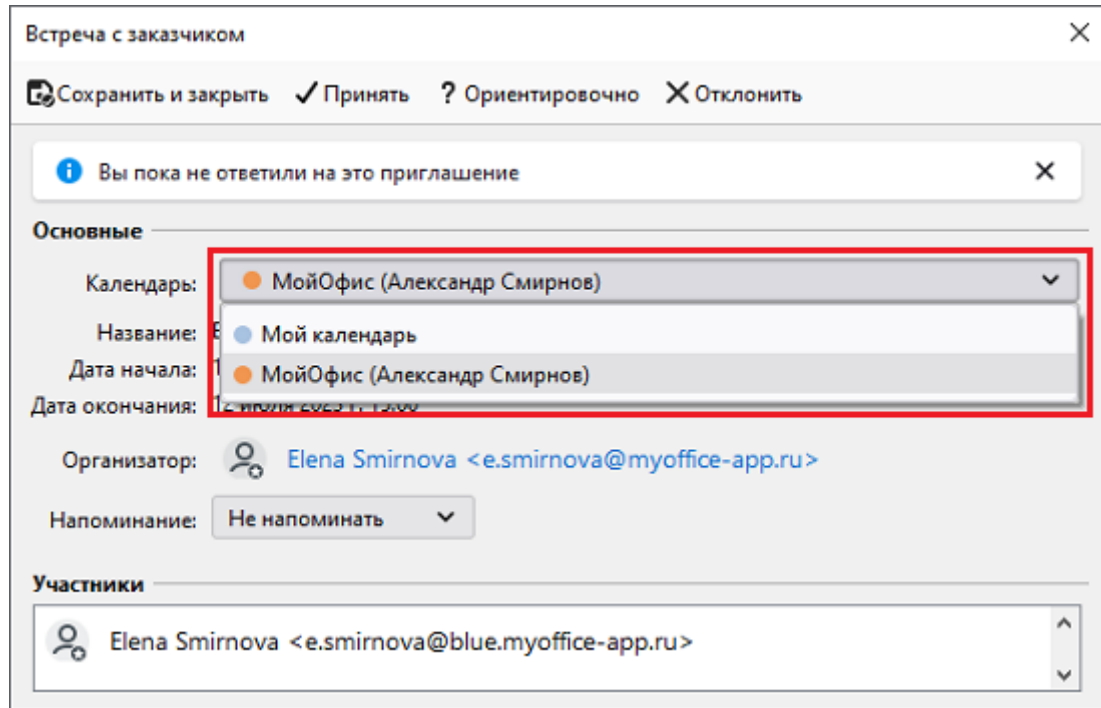 Встреча с заказчиком
Сохранить и закрыть Принять ? Ориентировочно Отклонить
Вы пока не ответили на это приглашение
Основные
Календарь: МойОфис (Александр Смирнов)
Название: Мой календарь
Дата начала: МойОфис (Александр Смирнов)
Дата окончания:
Организатор: Elena Smirnova <e.smirnova@myoffice-app.ru>
Напоминание: Не напоминать
Участники
Elena Smirnova <e.smirnova@blue.myoffice-app.ru>